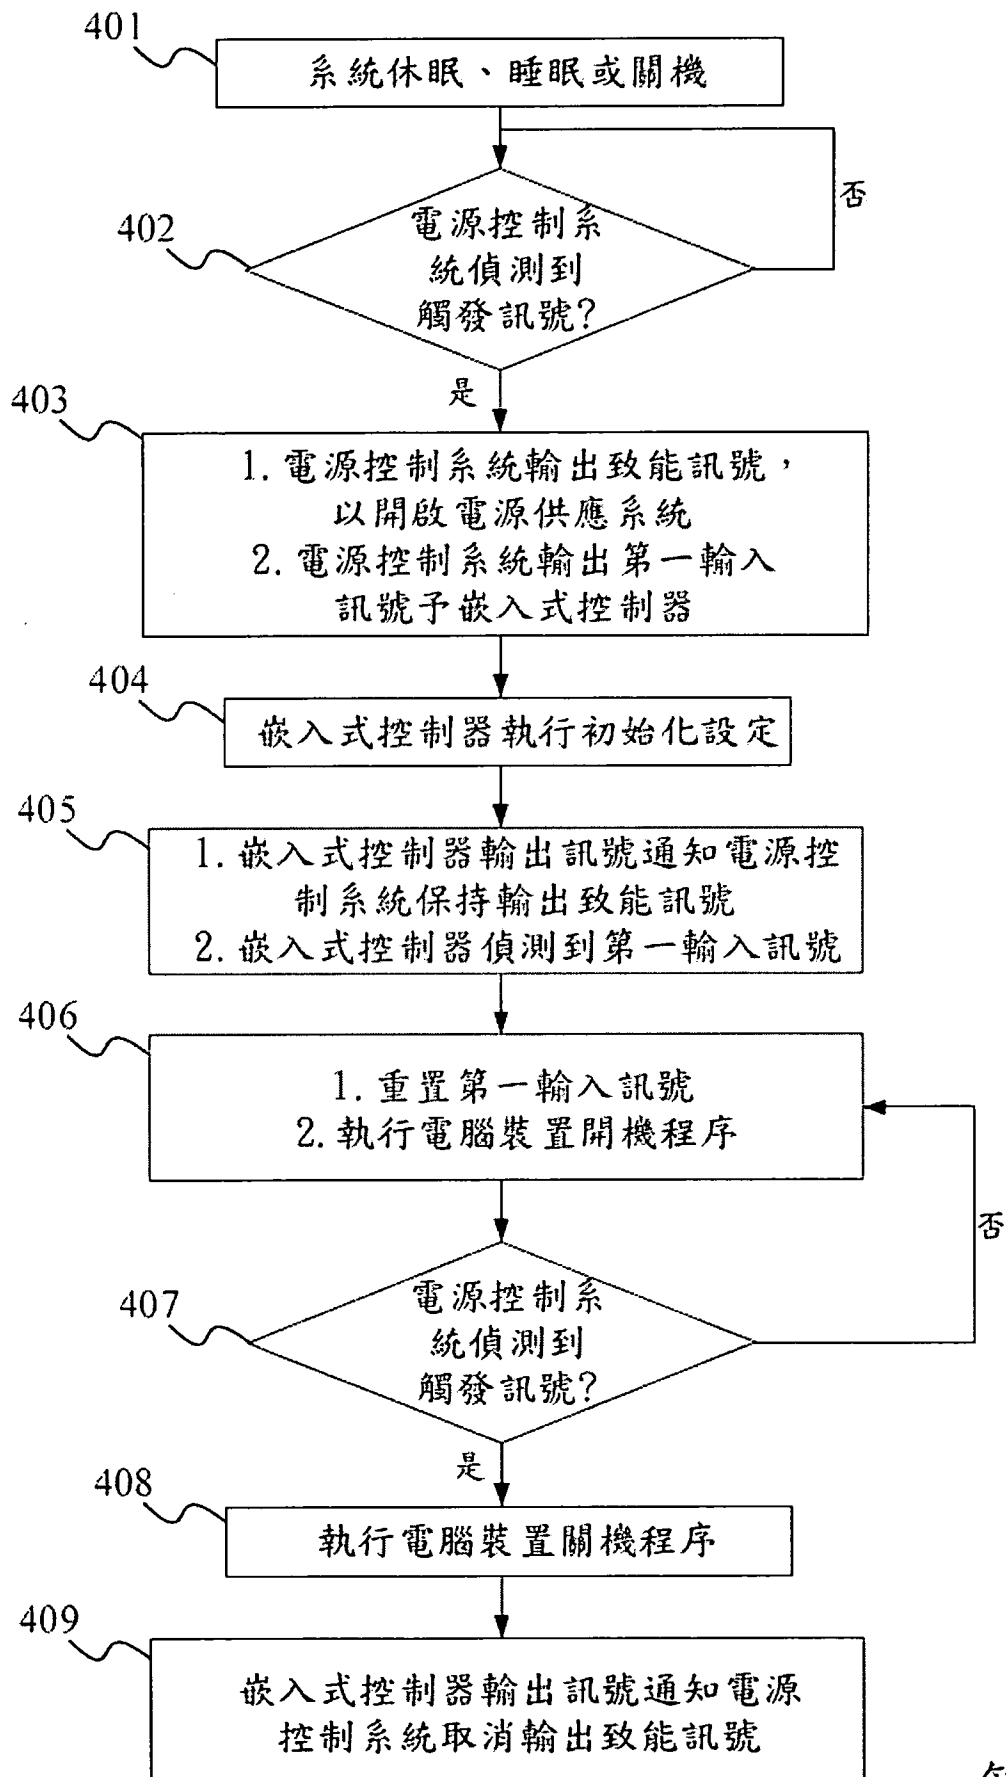 401
系統休眠、睡眠或關機
402
電源控制系
統偵測到
觸發訊號?
否
是
403
1. 電源控制系統輸出致能訊號，
以開啟電源供應系統
2. 電源控制系統輸出第一輸入
訊號予嵌入式控制器
404
嵌入式控制器執行初始化設定
405
1. 嵌入式控制器輸出訊號通知電源控
制系統保持輸出致能訊號
2. 嵌入式控制器偵測到第一輸入訊號
406
1. 重置第一輸入訊號
2. 執行電腦裝置開機程序
407
電源控制系
統偵測到
觸發訊號?
否
是
408
執行電腦裝置關機程序
409
嵌入式控制器輸出訊號通知電源
控制系統取消輸出致能訊號